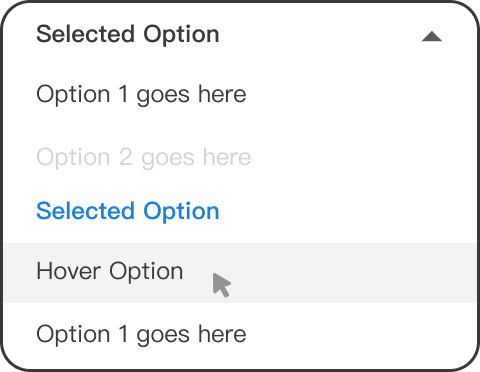 Selected Option
Option 1 goes here
Option 2 goes here
Selected Option
Hover Option
Option 1 goes here